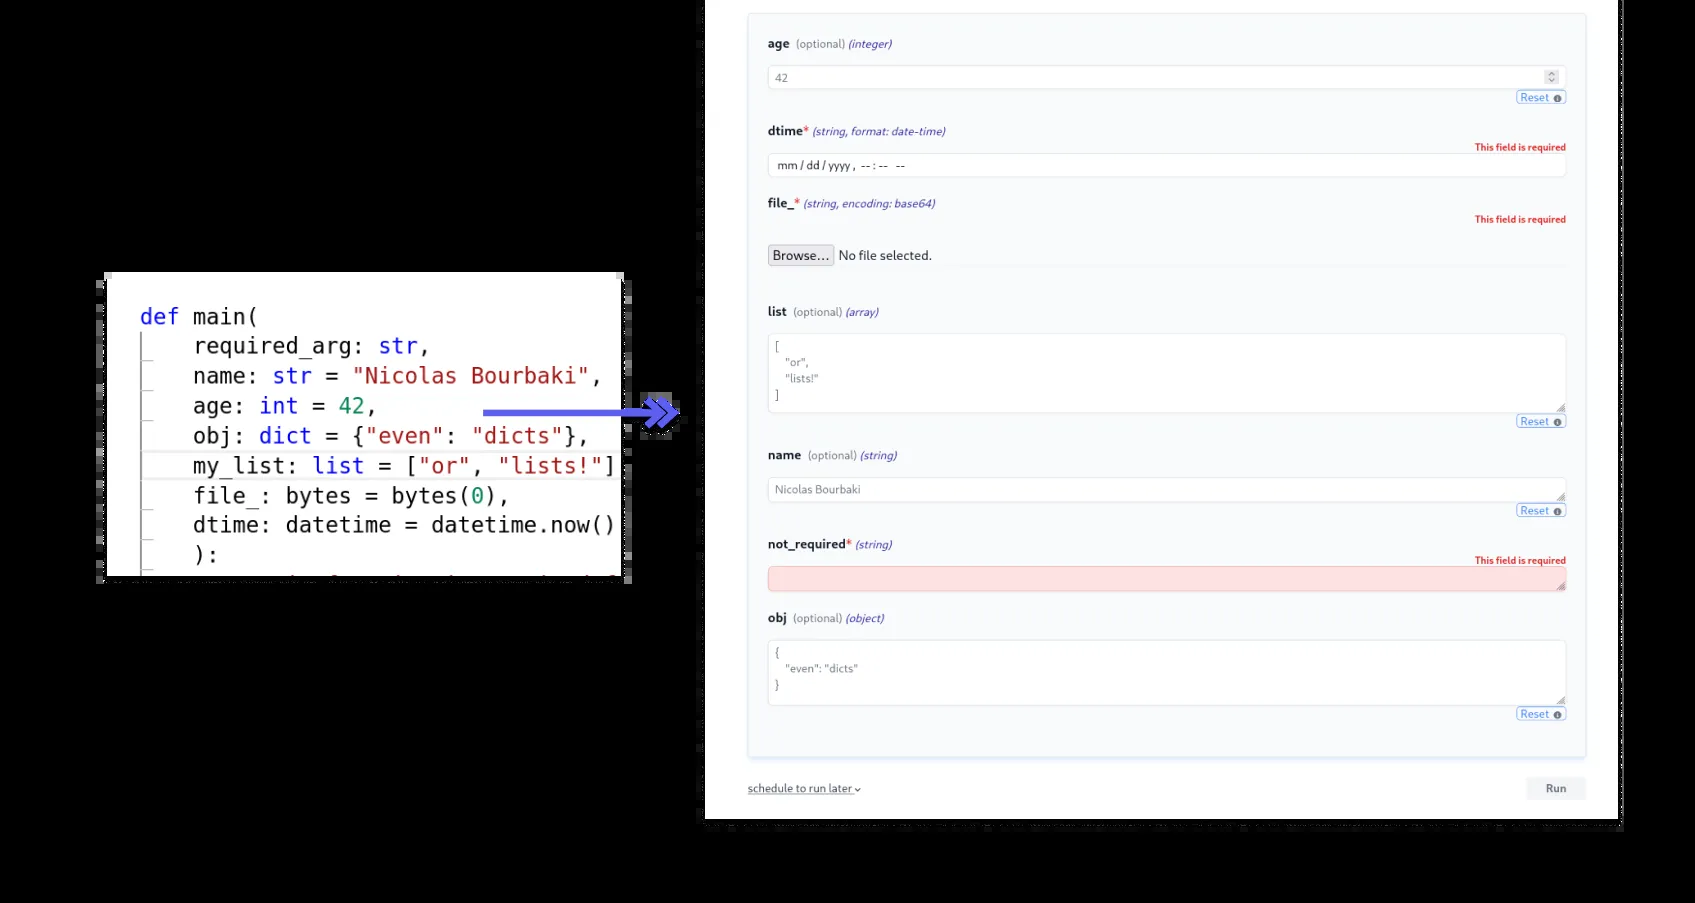 def main(
required_arg: str,
name: str = "Nicolas Bourbaki",
age: int = 42,
obj: dict = {"even": "dicts"},
my_list: list = ["or", "lists!"]
file_: bytes = bytes(0),
dtime: datetime = datetime.now()
):
age (optional) (integer)
42
Reset
dtime* (string, format: date-time)
This field is required
mm / dd / yyyy , -- : -- --
file_* (string, encoding: base64)
This field is required
Browse... No file selected.
list (optional) (array)
[
"or",
"lists!"
]
Reset
name (optional) (string)
Nicolas Bourbaki
Reset
not_required* (string)
This field is required
obj (optional) (object)
{
"even": "dicts"
}
Reset
schedule to run later
Run